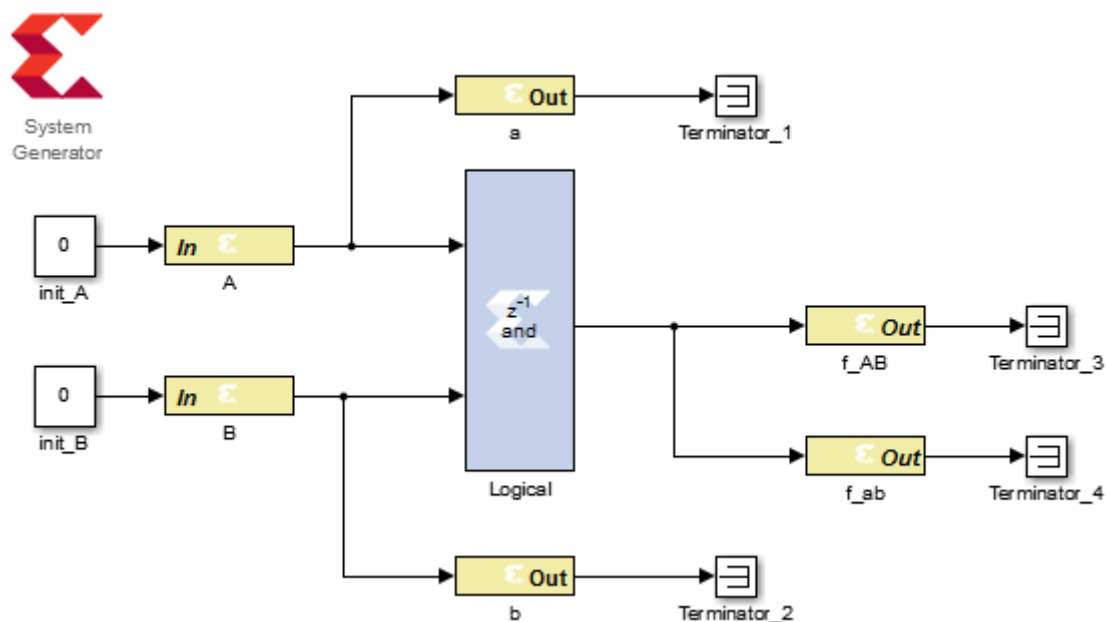 System
Generator
Out
a
Terminator_1
0
init_A
In
A
z⁻¹
and
Logical
Out
f_AB
Terminator_3
0
init_B
In
B
Out
f_ab
Terminator_4
Out
b
Terminator_2